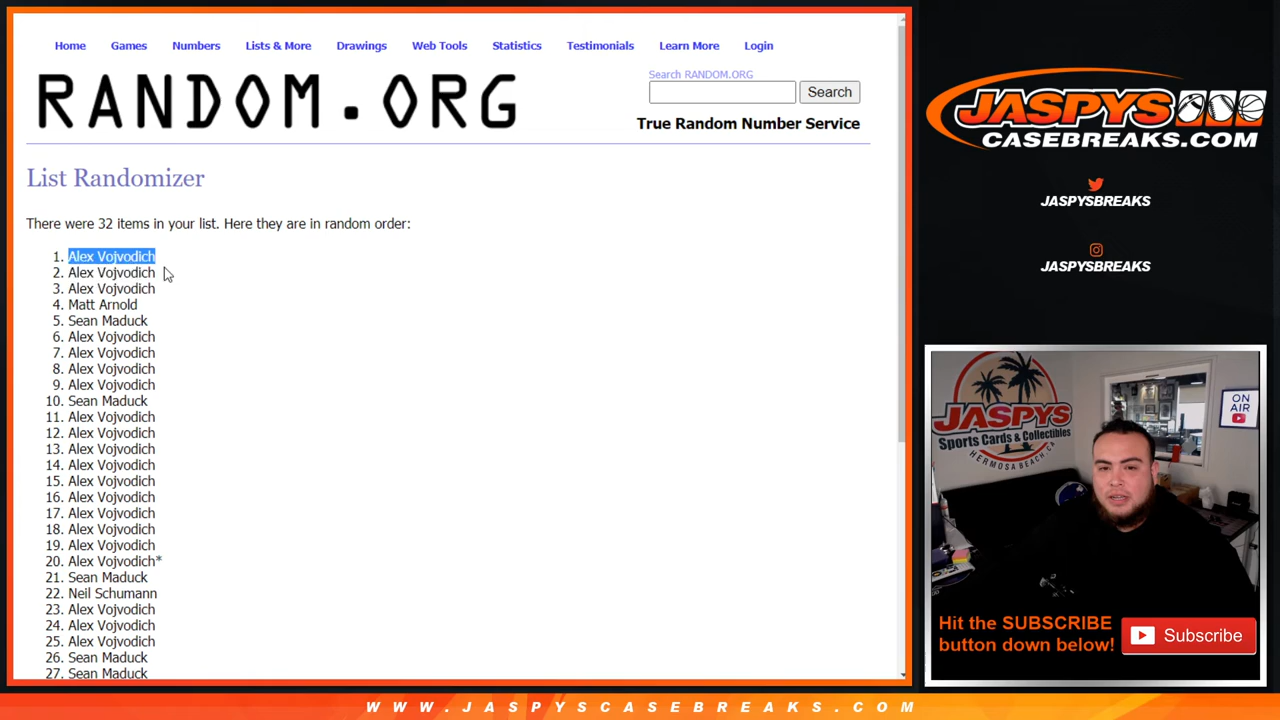 Home Games Numbers Lists & More Drawings Web Tools Statistics Testimonials Learn More Login
RANDOM.ORG
Search RANDOM.ORG
Search
True Random Number Service
List Randomizer
There were 32 items in your list. Here they are in random order:
1. Alex Vojvodich
2. Alex Vojvodich
3. Alex Vojvodich
4. Matt Arnold
5. Sean Maduck
6. Alex Vojvodich
7. Alex Vojvodich
8. Alex Vojvodich
9. Alex Vojvodich
10. Sean Maduck
11. Alex Vojvodich
12. Alex Vojvodich
13. Alex Vojvodich
14. Alex Vojvodich
15. Alex Vojvodich
16. Alex Vojvodich
17. Alex Vojvodich
18. Alex Vojvodich
19. Alex Vojvodich
20. Alex Vojvodich*
21. Sean Maduck
22. Neil Schumann
23. Alex Vojvodich
24. Alex Vojvodich
25. Alex Vojvodich
26. Sean Maduck
27. Sean Maduck
JASPYS
CASEBREAKS.COM
JASPYSBREAKS
JASPYSBREAKS
JASPYS
Sports Cards & Collectibles
HERMOSA BEACH, CA
ON
AIR
Hit the SUBSCRIBE
button down below!
Subscribe
WWW.JASPYSCASEBREAKS.COM